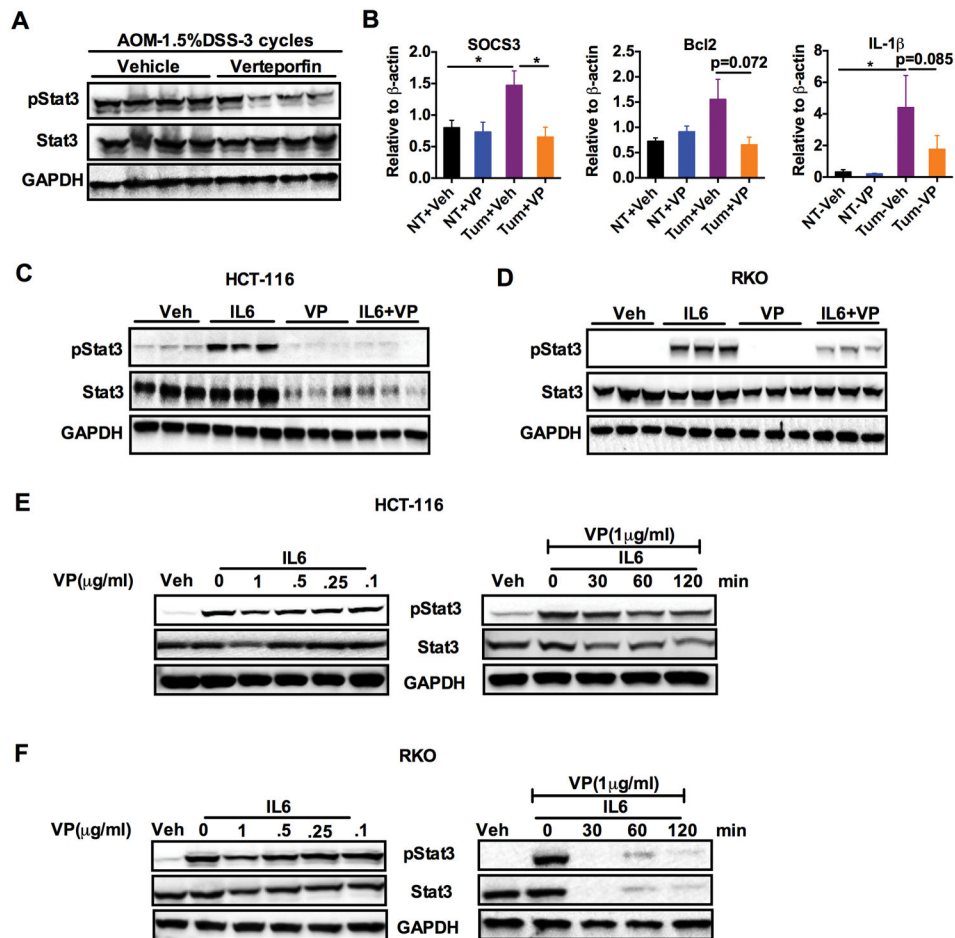 A
AOM-1.5%DSS-3 cycles
Vehicle Verteporfin
pStat3
Stat3
GAPDH
B
SOCS3
Relative to β-actin
2.0
1.5
1.0
0.5
0.0
NT+Veh
NT+VP
Tum+Veh
Tum+VP
*
*
Bcl2
Relative to β-actin
2.5
2.0
1.5
1.0
0.5
0.0
NT+Veh
NT+VP
Tum+Veh
Tum+VP
p=0.072
IL-1β
Relative to β-actin
8
6
4
2
0
NT-Veh
NT-VP
Tum-Veh
Tum-VP
*
p=0.085
C
HCT-116
Veh IL6 VP IL6+VP
pStat3
Stat3
GAPDH
D
RKO
Veh IL6 VP IL6+VP
pStat3
Stat3
GAPDH
E
HCT-116
IL6
VP(μg/ml) Veh 0 1 .5 .25 .1
VP(1μg/ml)
IL6
Veh 0 30 60 120 min
pStat3
Stat3
GAPDH
F
RKO
IL6
VP(μg/ml) Veh 0 1 .5 .25 .1
VP(1μg/ml)
IL6
Veh 0 30 60 120 min
pStat3
Stat3
GAPDH